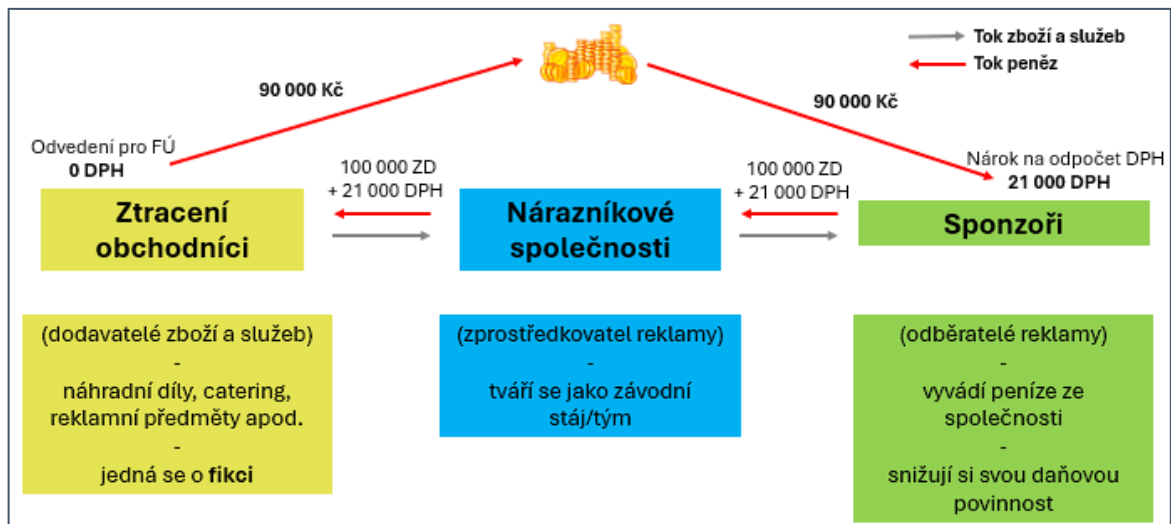 Tok zboží a služeb
Tok peněz
90 000 Kč
90 000 Kč
Odvedení pro FÚ
0 DPH
100 000 ZD
+ 21 000 DPH
100 000 ZD
+ 21 000 DPH
Nárok na odpočet DPH
21 000 DPH
Ztracení
obchodníci
Nárazníkové
společnosti
Sponzoři
(dodavatelé zboží a služeb)
-
náhradní díly, catering,
reklamní předměty apod.
-
jedná se o fikci
(zprostředkovatel reklamy)
-
tváří se jako závodní
stáj/tým
(odběratelé reklamy)
-
vyvádí peníze ze
společnosti
-
snižují si svou daňovou
povinnost